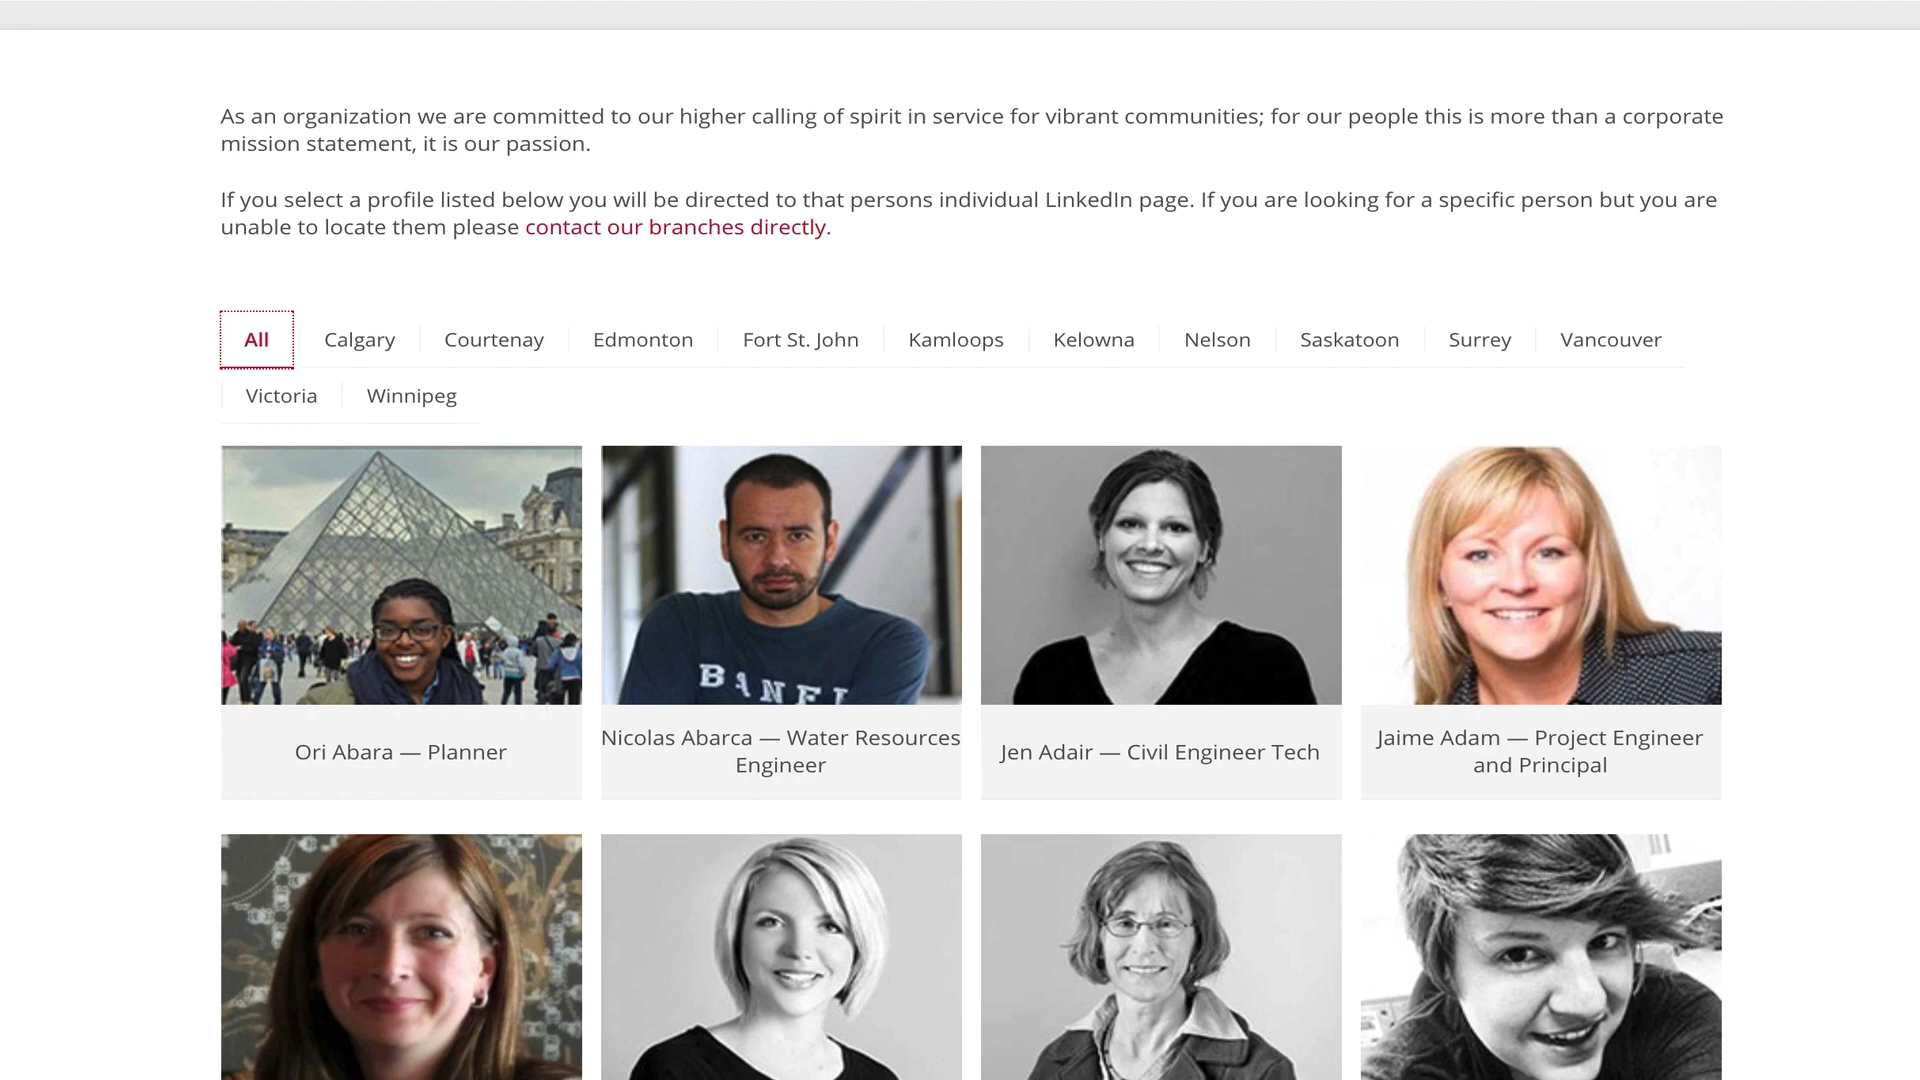 As an organization we are committed to our higher calling of spirit in service for vibrant communities; for our people this is more than a corporate
mission statement, it is our passion.
If you select a profile listed below you will be directed to that persons individual LinkedIn page. If you are looking for a specific person but you are
unable to locate them please contact our branches directly.
All Calgary Courtenay Edmonton Fort St. John Kamloops Kelowna Nelson Saskatoon Surrey Vancouver
Victoria Winnipeg
BANFF
Ori Abara — Planner
Nicolas Abarca — Water Resources
Engineer
Jen Adair — Civil Engineer Tech
Jaime Adam — Project Engineer
and Principal